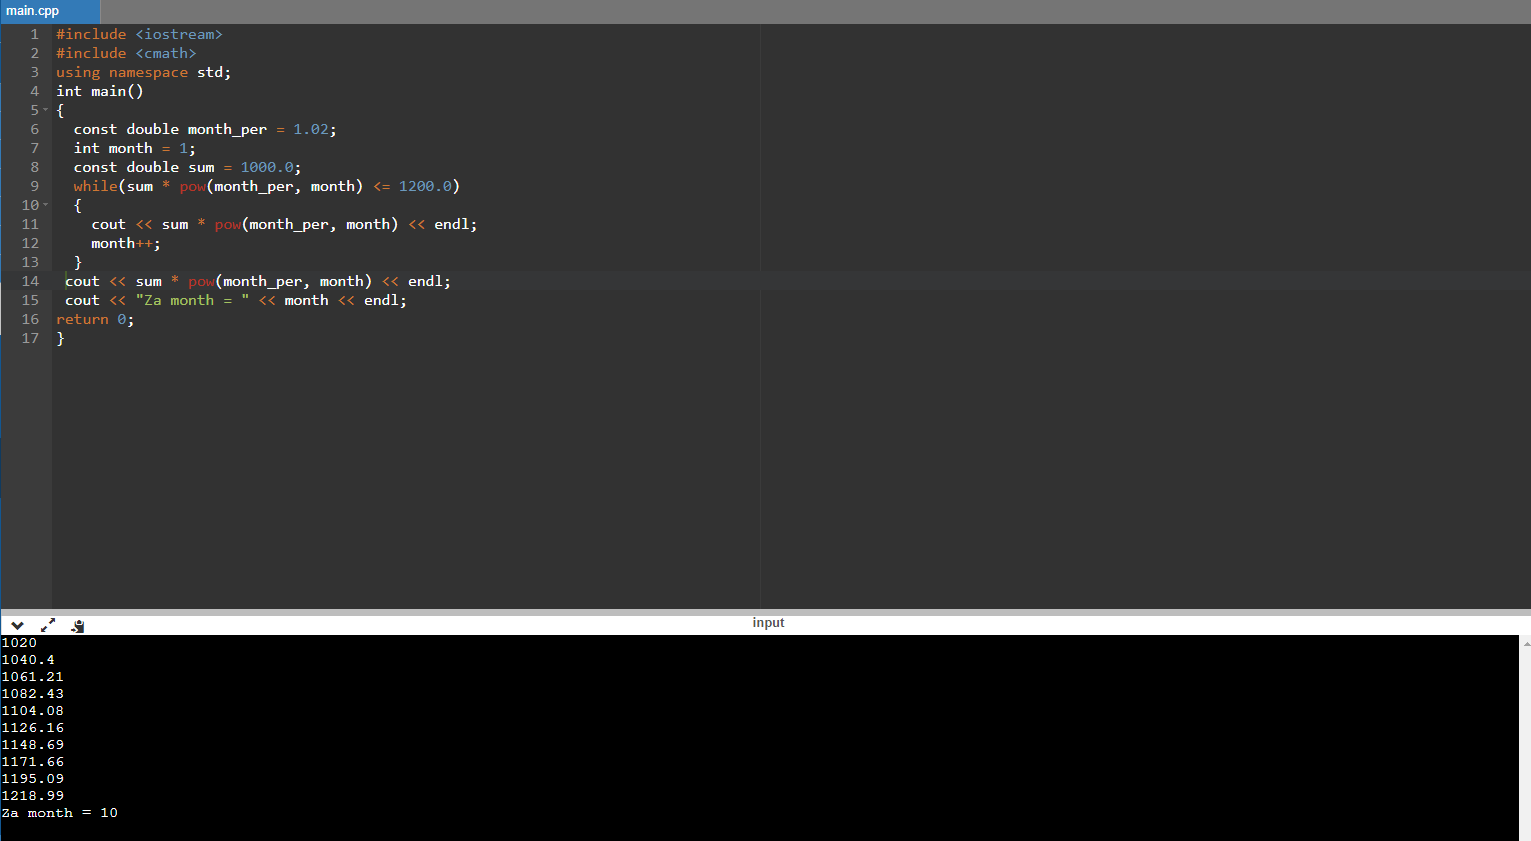 main.cpp
1 #include <iostream>
2 #include <cmath>
3 using namespace std;
4 int main()
5 {
6   const double month_per = 1.02;
7   int month = 1;
8   const double sum = 1000.0;
9   while(sum * pow(month_per, month) <= 1200.0)
10   {
11     cout << sum * pow(month_per, month) << endl;
12     month++;
13   }
14  cout << sum * pow(month_per, month) << endl;
15  cout << "Za month = " << month << endl;
16 return 0;
17 }
input
1020
1040.4
1061.21
1082.43
1104.08
1126.16
1148.69
1171.66
1195.09
1218.99
Za month = 10